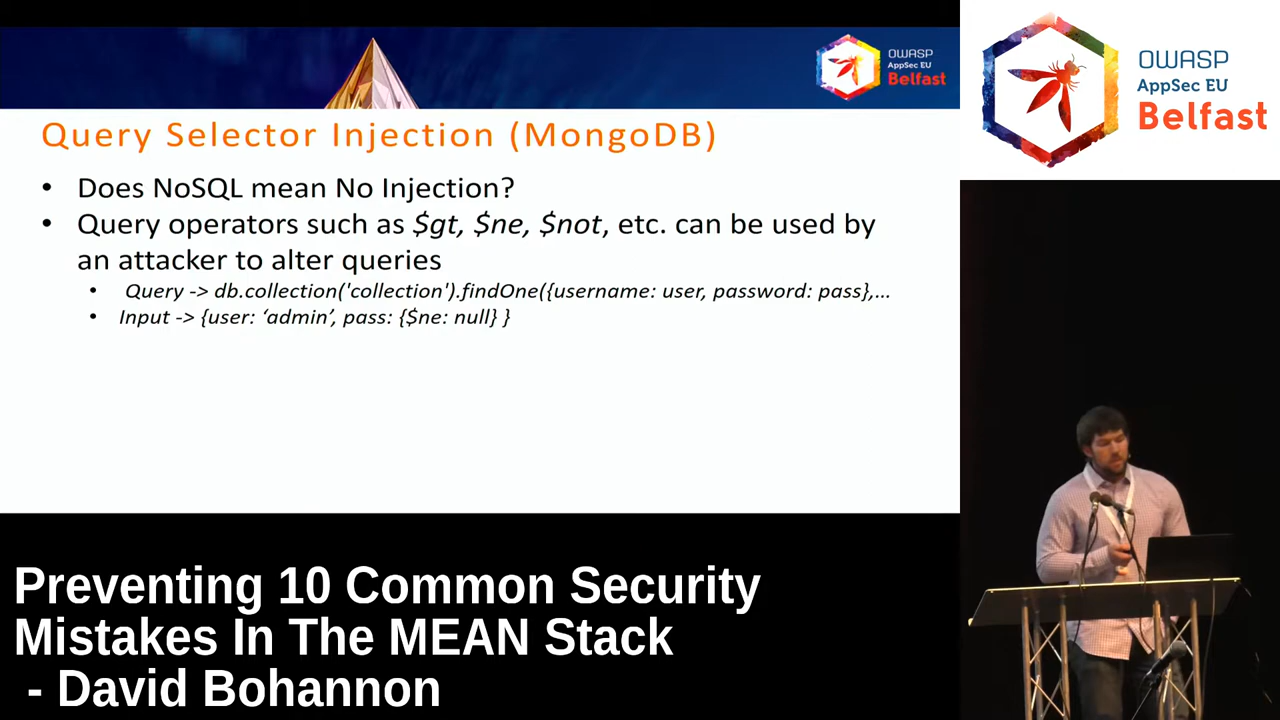 OWASP
AppSec EU
Belfast
OWASP
AppSec EU
Belfast
Query Selector Injection (MongoDB)
• Does NoSQL mean No Injection?
• Query operators such as $gt, $ne, $not, etc. can be used by
an attacker to alter queries
• Query -> db.collection('collection').findOne({username: user, password: pass},...
• Input -> {user: ‘admin’, pass: {$ne: null} }
Preventing 10 Common Security
Mistakes In The MEAN Stack
- David Bohannon